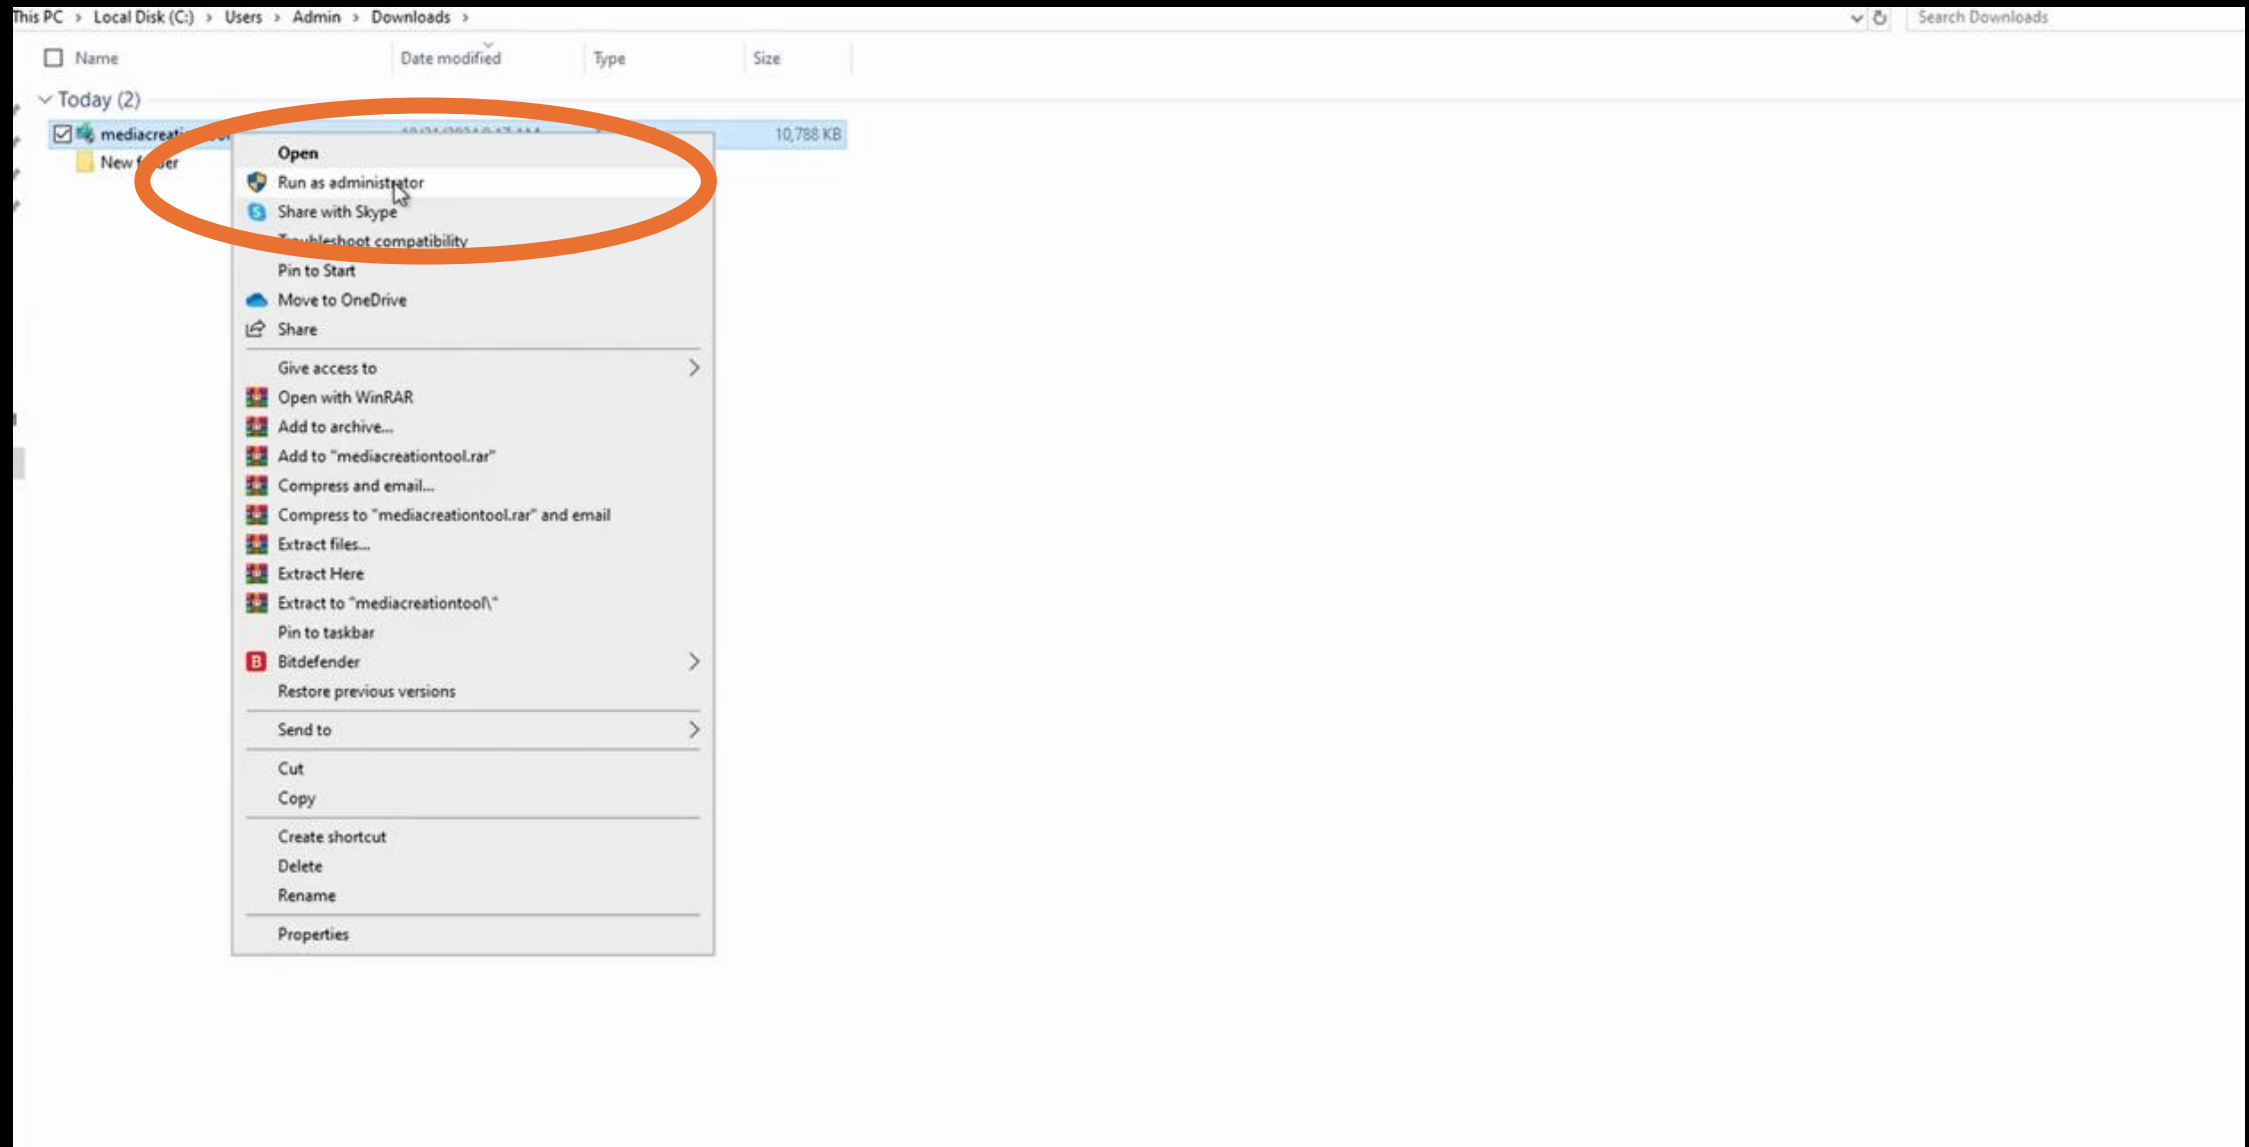 This PC > Local Disk (C:) > Users > Admin > Downloads >
Search Downloads
Name Date modified Type Size
Today (2)
10,788 KB
New
Open
Run as administrator
Share with Skype
Troubleshoot compatibility
Pin to Start
Move to OneDrive
Share
Give access to
Open with WinRAR
Add to archive...
Add to "mediacreationtool.rar"
Compress and email...
Compress to "mediacreationtool.rar" and email
Extract files...
Extract Here
Extract to "mediacreationtool\"
Pin to taskbar
B Bitdefender
Restore previous versions
Send to
Cut
Copy
Create shortcut
Delete
Rename
Properties